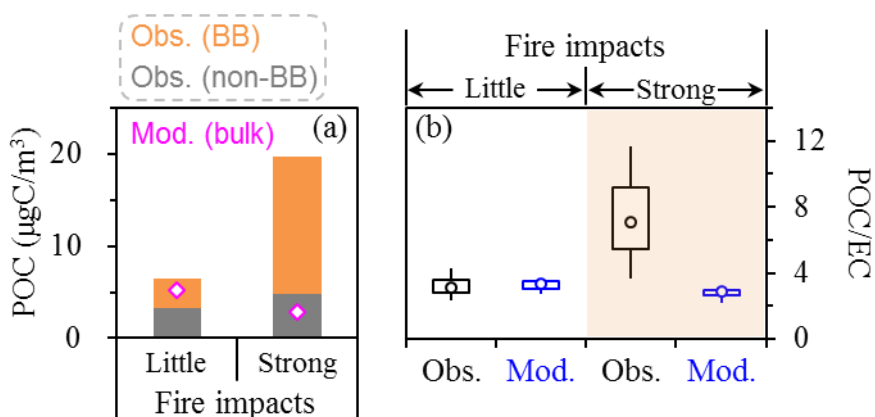 Obs. (BB)
Obs. (non-BB)
Mod. (bulk)
(a)
POC (μgC/m³)
20
10
0
Little
Strong
Fire impacts
Fire impacts
Little
Strong
(b)
12
8
4
0
POC/EC
Obs.
Mod.
Obs.
Mod.